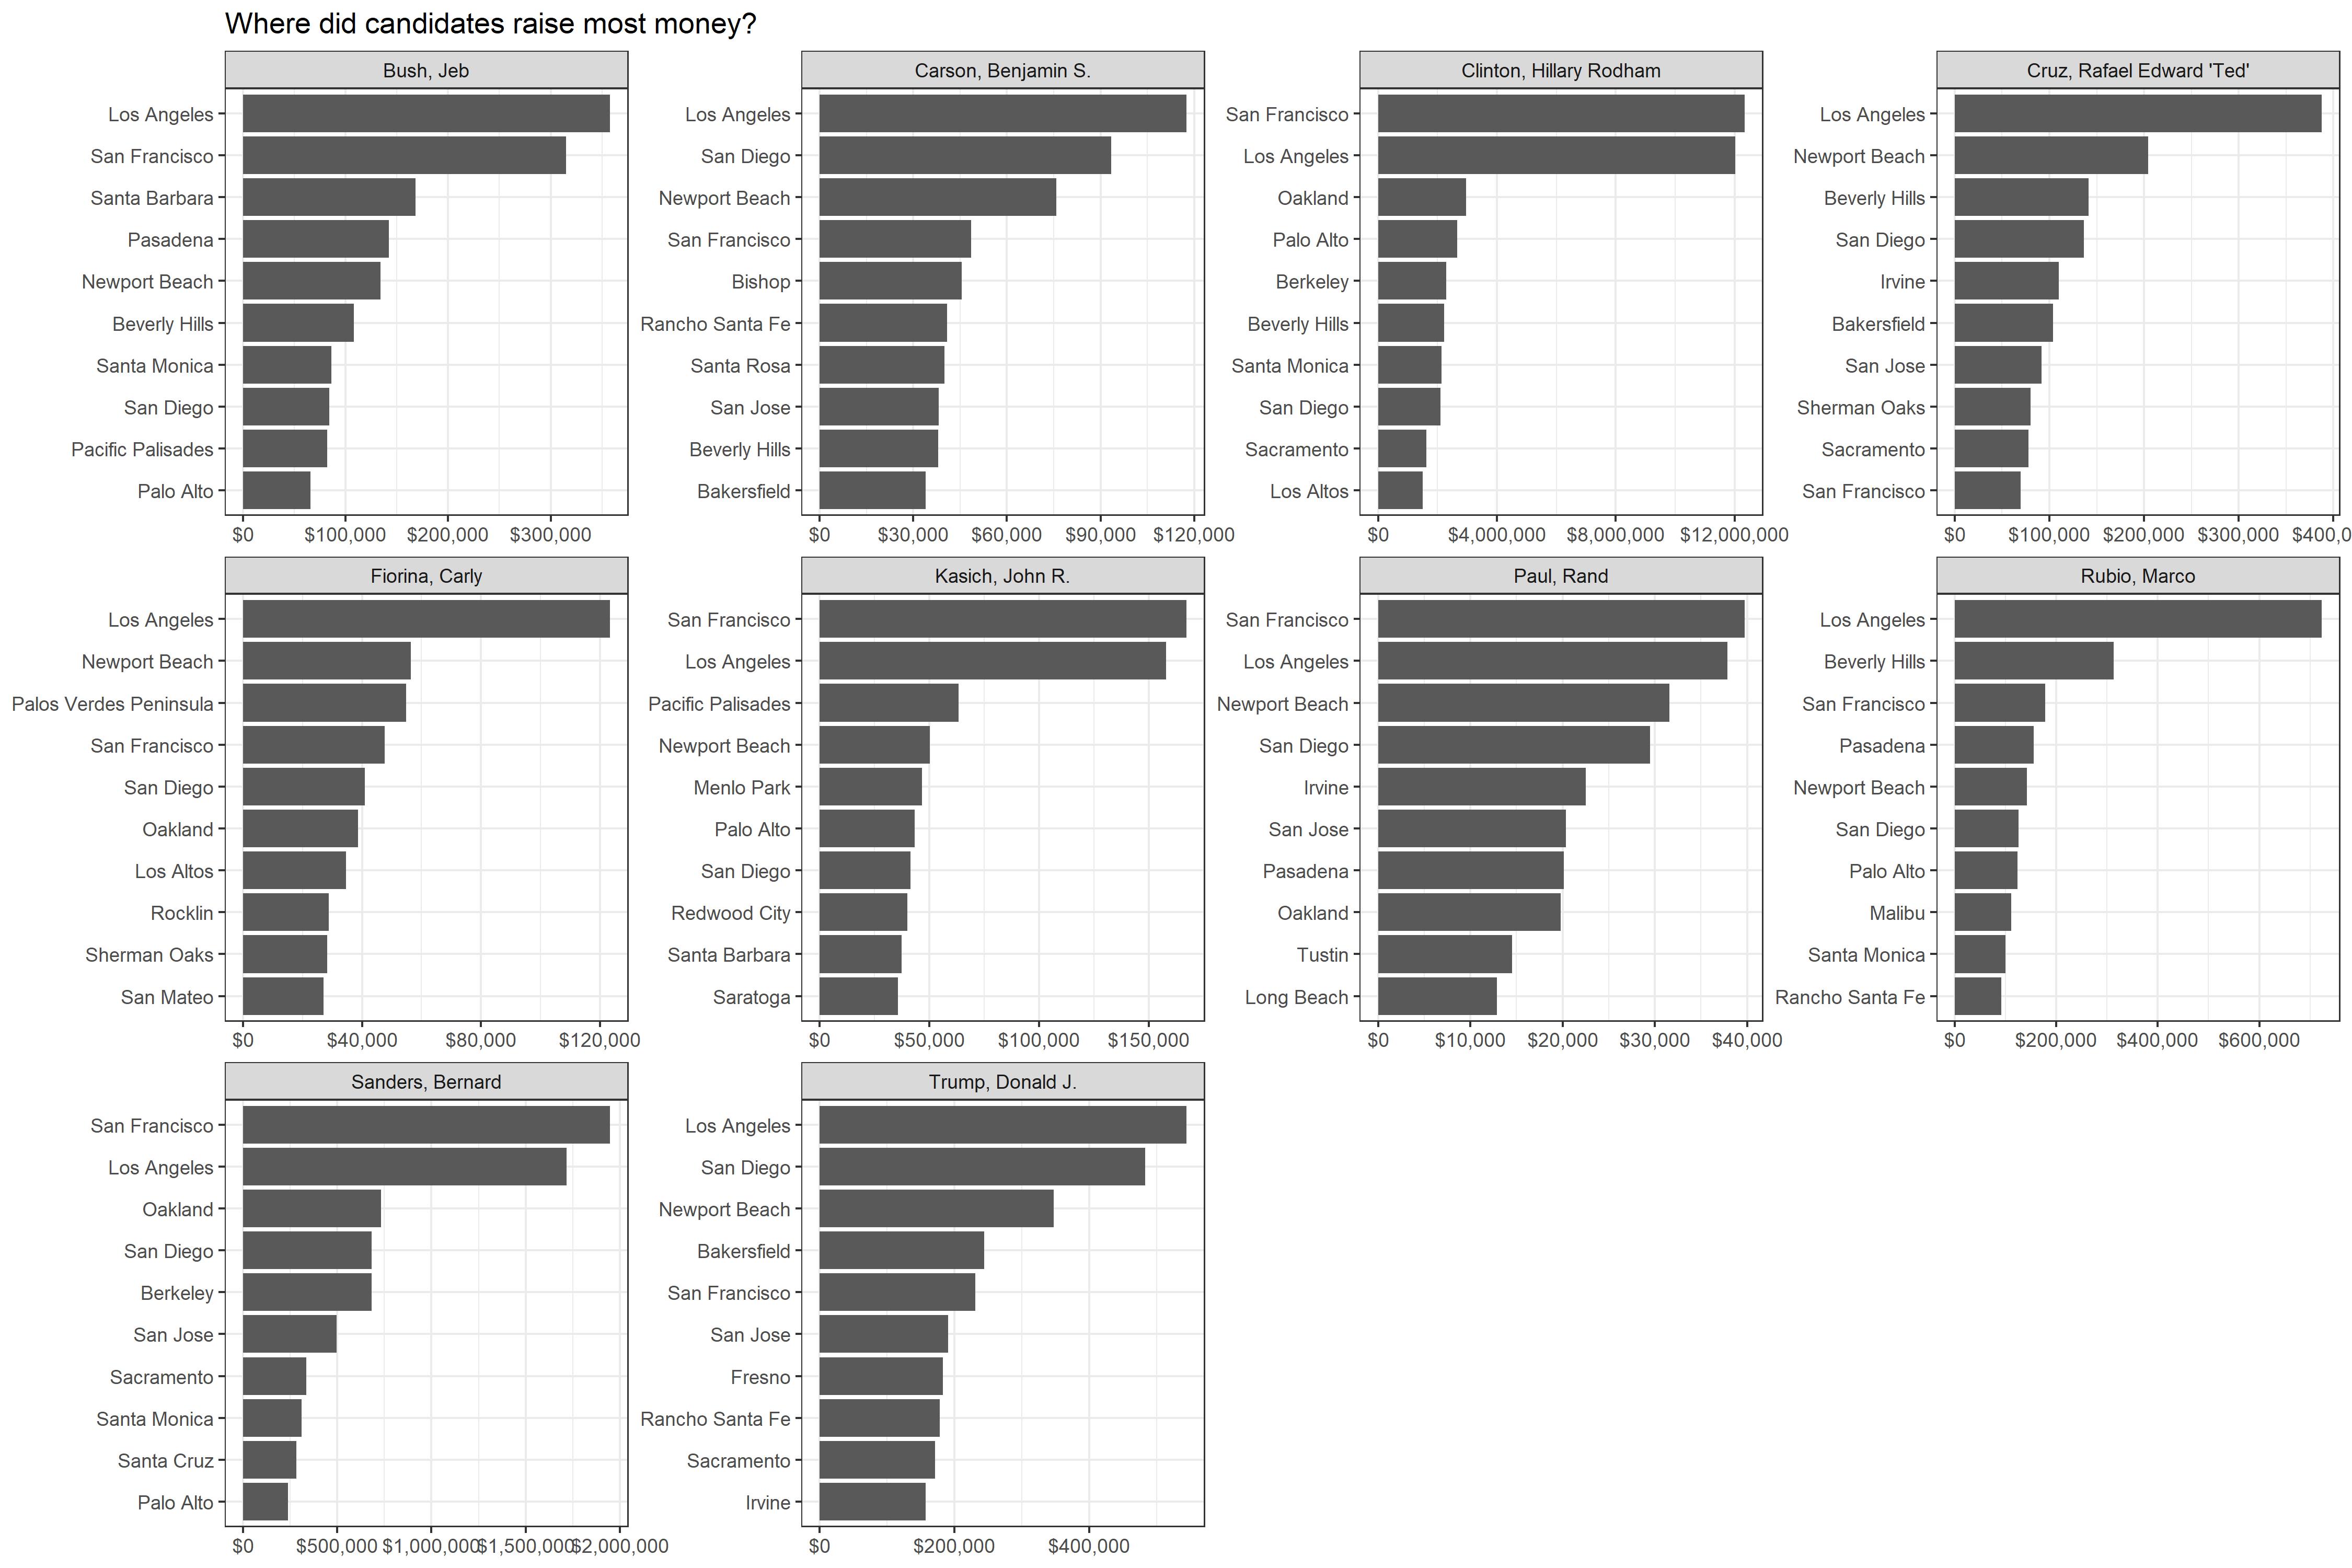 Where did candidates raise most money?
Bush, Jeb
Los Angeles
San Francisco
Santa Barbara
Pasadena
Newport Beach
Beverly Hills
Santa Monica
San Diego
Pacific Palisades
Palo Alto
$0 $100,000 $200,000 $300,000
Carson, Benjamin S.
Los Angeles
San Diego
Newport Beach
San Francisco
Bishop
Rancho Santa Fe
Santa Rosa
San Jose
Beverly Hills
Bakersfield
$0 $30,000 $60,000 $90,000 $120,000
Clinton, Hillary Rodham
San Francisco
Los Angeles
Oakland
Palo Alto
Berkeley
Beverly Hills
Santa Monica
San Diego
Sacramento
Los Altos
$0 $4,000,000 $8,000,000 $12,000,000
Cruz, Rafael Edward 'Ted'
Los Angeles
Newport Beach
Beverly Hills
San Diego
Irvine
Bakersfield
San Jose
Sherman Oaks
Sacramento
San Francisco
$0 $100,000 $200,000 $300,000 $400,0
Fiorina, Carly
Los Angeles
Newport Beach
Palos Verdes Peninsula
San Francisco
San Diego
Oakland
Los Altos
Rocklin
Sherman Oaks
San Mateo
$0 $40,000 $80,000 $120,000
Kasich, John R.
San Francisco
Los Angeles
Pacific Palisades
Newport Beach
Menlo Park
Palo Alto
San Diego
Redwood City
Santa Barbara
Saratoga
$0 $50,000 $100,000 $150,000
Paul, Rand
San Francisco
Los Angeles
Newport Beach
San Diego
Irvine
San Jose
Pasadena
Oakland
Tustin
Long Beach
$0 $10,000 $20,000 $30,000 $40,000
Rubio, Marco
Los Angeles
Beverly Hills
San Francisco
Pasadena
Newport Beach
San Diego
Palo Alto
Malibu
Santa Monica
Rancho Santa Fe
$0 $200,000 $400,000 $600,000
Sanders, Bernard
San Francisco
Los Angeles
Oakland
San Diego
Berkeley
San Jose
Sacramento
Santa Monica
Santa Cruz
Palo Alto
$0 $500,000 $1,000,000 $1,500,000 $2,000,000
Trump, Donald J.
Los Angeles
San Diego
Newport Beach
Bakersfield
San Francisco
San Jose
Fresno
Rancho Santa Fe
Sacramento
Irvine
$0 $200,000 $400,000